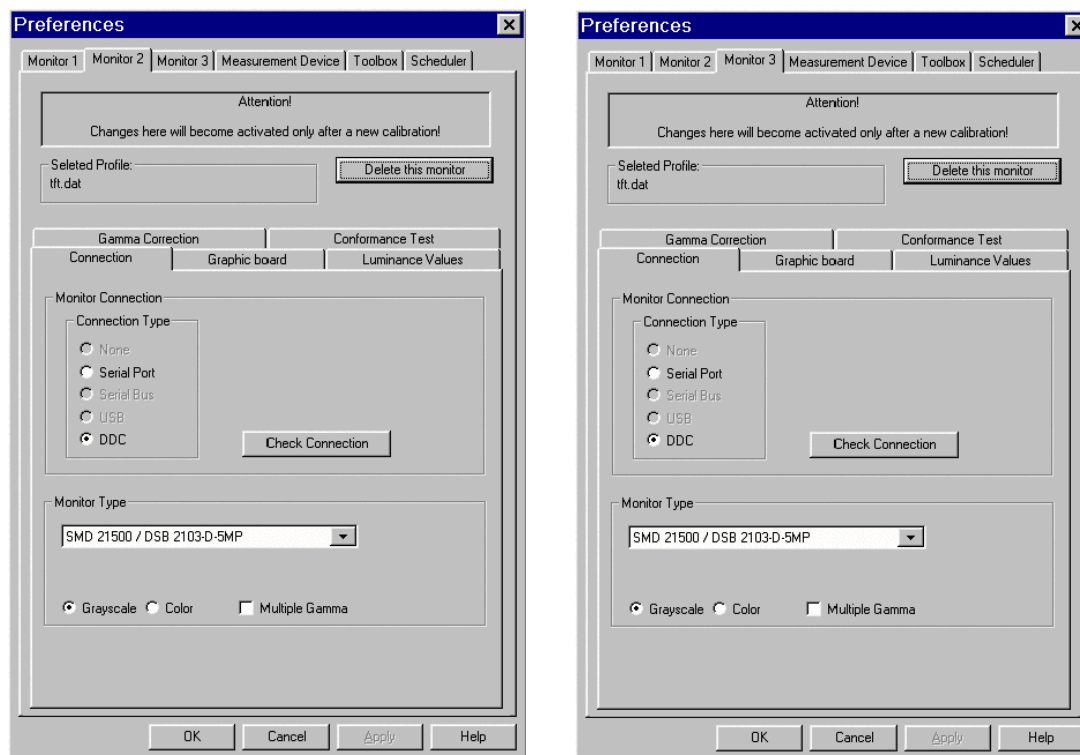 Preferences
Monitor 1 Monitor 2 Monitor 3 Measurement Device Toolbox Scheduler
Attention!
Changes here will become activated only after a new calibration!
Seleted Profile:
tft.dat
Delete this monitor
Gamma Correction Conformance Test
Connection Graphic board Luminance Values
Monitor Connection
Connection Type
None
Serial Port
Serial Bus
USB
DDC
Check Connection
Monitor Type
SMD 21500 / DSB 2103-D-5MP
Grayscale Color Multiple Gamma
OK Cancel Apply Help
Preferences
Monitor 1 Monitor 2 Monitor 3 Measurement Device Toolbox Scheduler
Attention!
Changes here will become activated only after a new calibration!
Seleted Profile:
tft.dat
Delete this monitor
Gamma Correction Conformance Test
Connection Graphic board Luminance Values
Monitor Connection
Connection Type
None
Serial Port
Serial Bus
USB
DDC
Check Connection
Monitor Type
SMD 21500 / DSB 2103-D-5MP
Grayscale Color Multiple Gamma
OK Cancel Apply Help